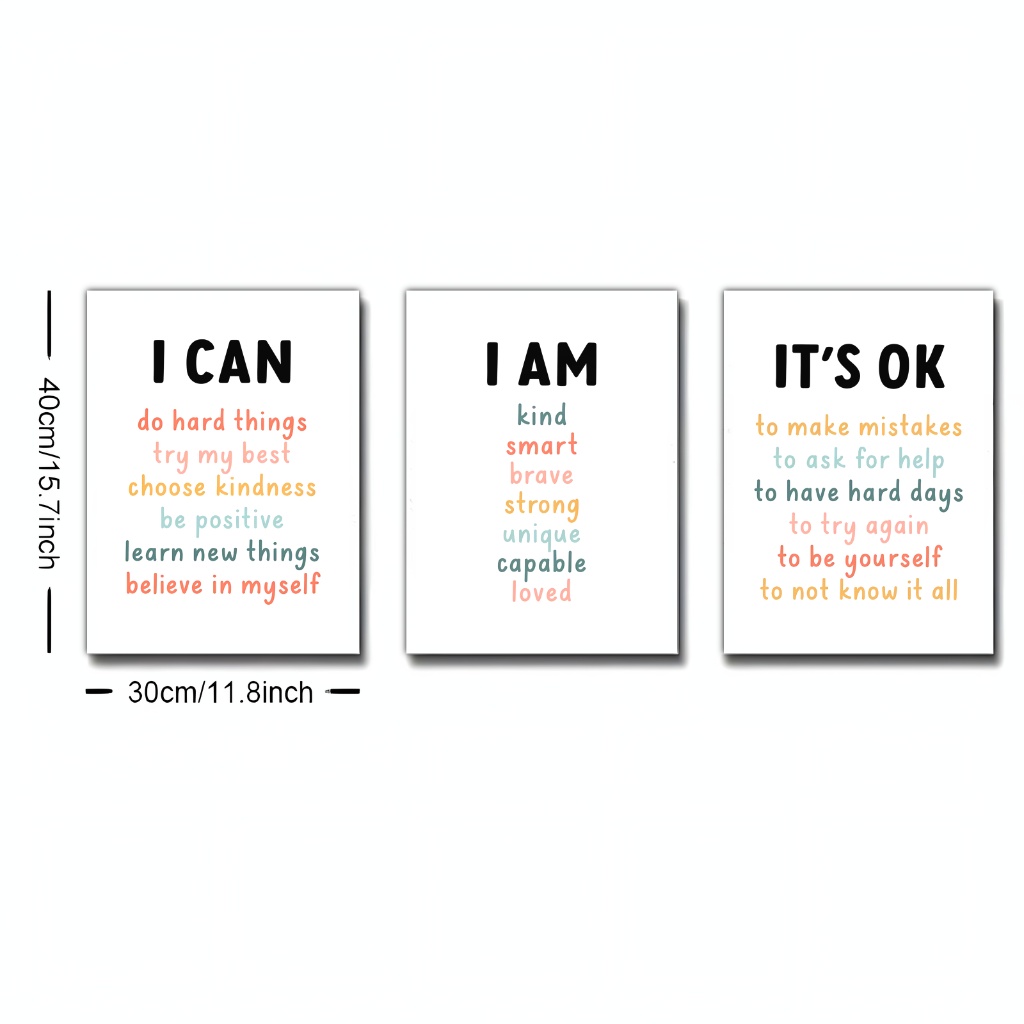 40cm/15.7inch
I CAN
do hard things
try my best
choose kindness
be positive
learn new things
believe in myself
30cm/11.8inch
I AM
kind
smart
brave
strong
unique
capable
loved
IT'S OK
to make mistakes
to ask for help
to have hard days
to try again
to be yourself
to not know it all